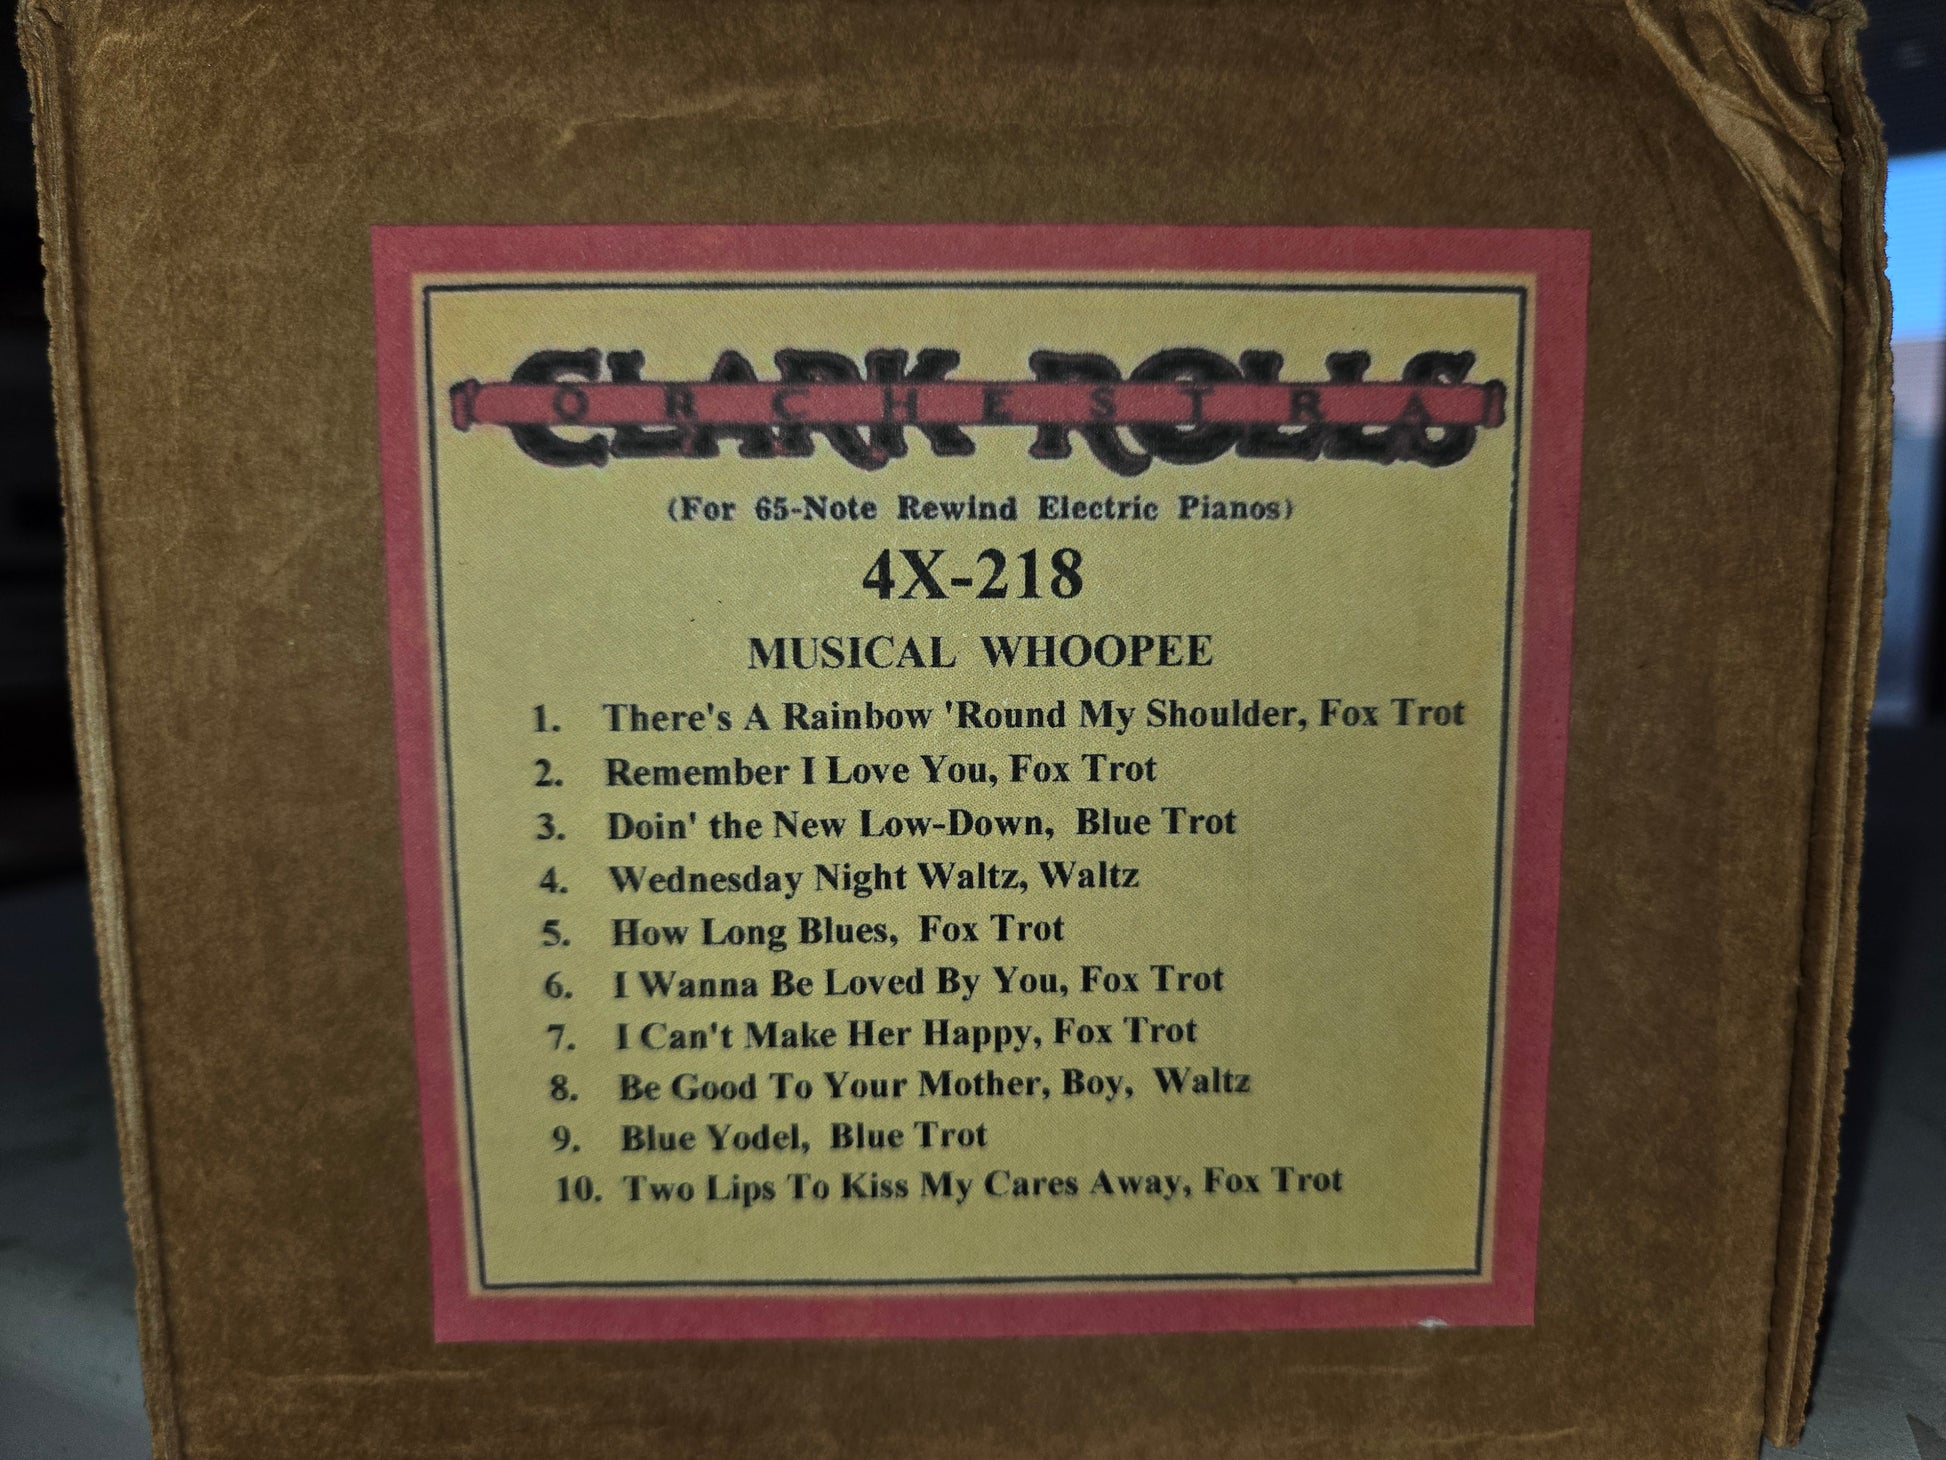 CLARK ROLLS
ORCHESTRA
(For 65-Note Rewind Electric Pianos)
4X-218
MUSICAL WHOOPEE
1. There's A Rainbow 'Round My Shoulder, Fox Trot
2. Remember I Love You, Fox Trot
3. Doin' the New Low-Down, Blue Trot
4. Wednesday Night Waltz, Waltz
5. How Long Blues, Fox Trot
6. I Wanna Be Loved By You, Fox Trot
7. I Can't Make Her Happy, Fox Trot
8. Be Good To Your Mother, Boy, Waltz
9. Blue Yodel, Blue Trot
10. Two Lips To Kiss My Cares Away, Fox Trot